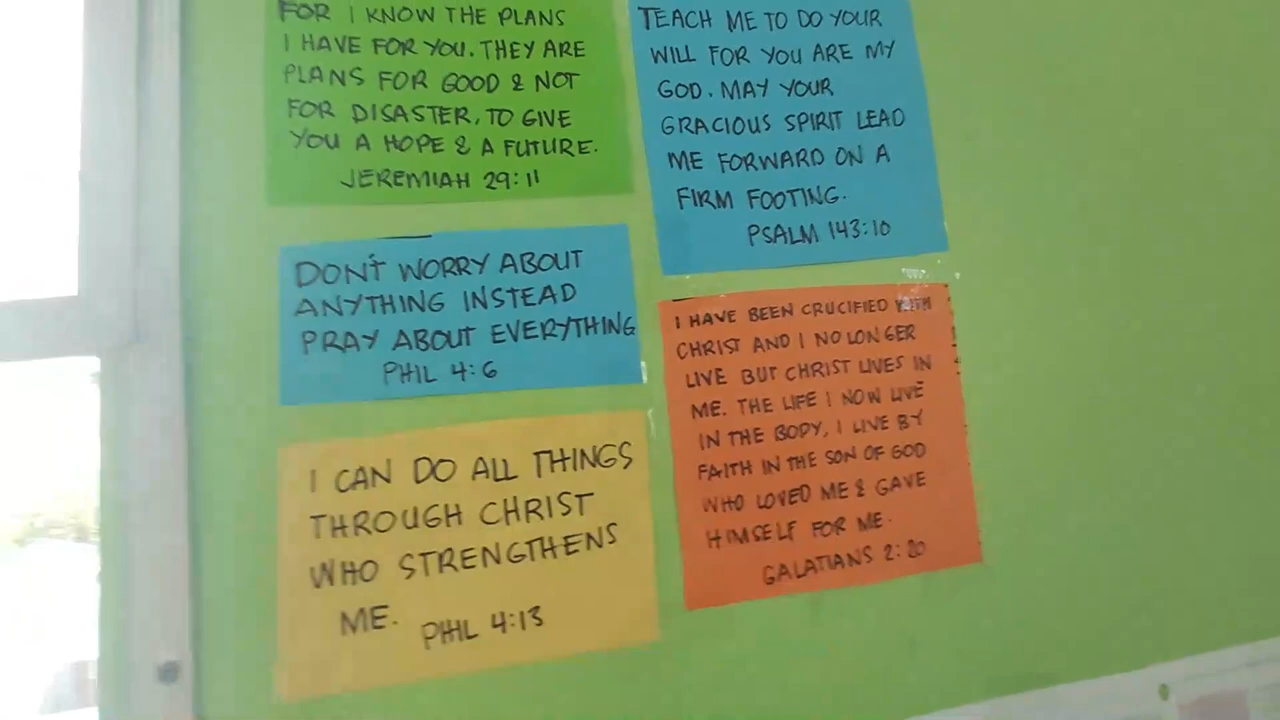 FOR I KNOW THE PLANS
I HAVE FOR YOU. THEY ARE
PLANS FOR GOOD & NOT
FOR DISASTER, TO GIVE
YOU A HOPE & A FUTURE.
JEREMIAH 29:11
DON'T WORRY ABOUT
ANYTHING INSTEAD
PRAY ABOUT EVERYTHING
PHIL 4:6
I CAN DO ALL THINGS
THROUGH CHRIST
WHO STRENGTHENS
ME.
PHIL 4:13
TEACH ME TO DO YOUR
WILL FOR YOU ARE MY
GOD. MAY YOUR
GRACIOUS SPIRIT LEAD
ME FORWARD ON A
FIRM FOOTING.
PSALM 143:10
I HAVE BEEN CRUCIFIED WITH
CHRIST AND I NO LONGER
LIVE BUT CHRIST LIVES IN
ME. THE LIFE I NOW LIVE
IN THE BODY, I LIVE BY
FAITH IN THE SON OF GOD
WHO LOVED ME & GAVE
HIMSELF FOR ME.
GALATIANS 2:20